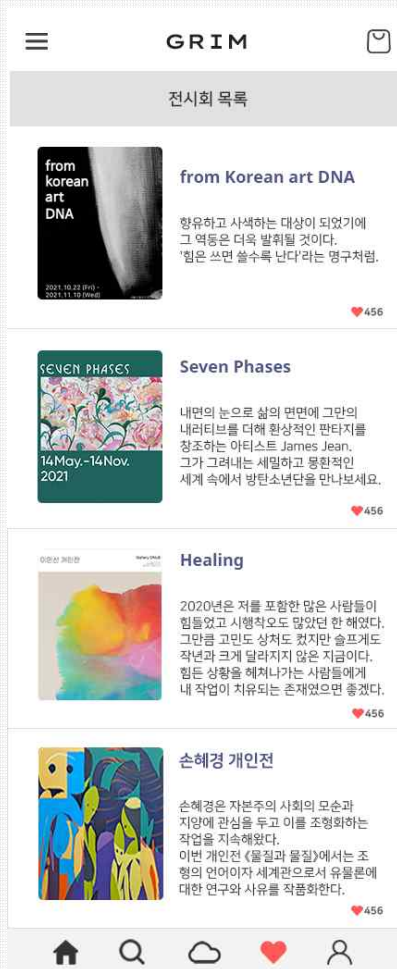 GRIM
전시회 목록
from
korean
art
DNA
2021.10.22 (Fri) -
2021.11.10 (Wed)
from Korean art DNA
향유하고 사색하는 대상이 되었기에
그 역동은 더욱 발휘될 것이다.
'힘은 쓰면 쓸수록 난다'라는 명구처럼.
456
SEVEN PHASES
14May.-14Nov.
2021
Seven Phases
내면의 눈으로 삶의 면면에 그만의
내러티브를 더해 환상적인 판타지를
창조하는 아티스트 James Jean.
그가 그려내는 세밀하고 몽환적인
세계 속에서 방탄소년단을 만나보세요.
456
개인전
Healing
2020년은 저를 포함한 많은 사람들이
힘들었고 시행착오도 많았던 한 해였다.
그만큼 고민도 상처도 컸지만 슬프게도
작년과 크게 달라지지 않은 지금이다.
힘든 상황을 헤쳐나가는 사람들에게
내 작업이 치유되는 존재였으면 좋겠다.
456
손혜경 개인전
손혜경은 자본주의 사회의 모순과
지양에 관심을 두고 이를 조형화하는
작업을 지속해왔다.
이번 개인전 《물질과 물질》에서는 조
형의 언어이자 세계관으로서 유물론에
대한 연구와 사유를 작품화한다.
456